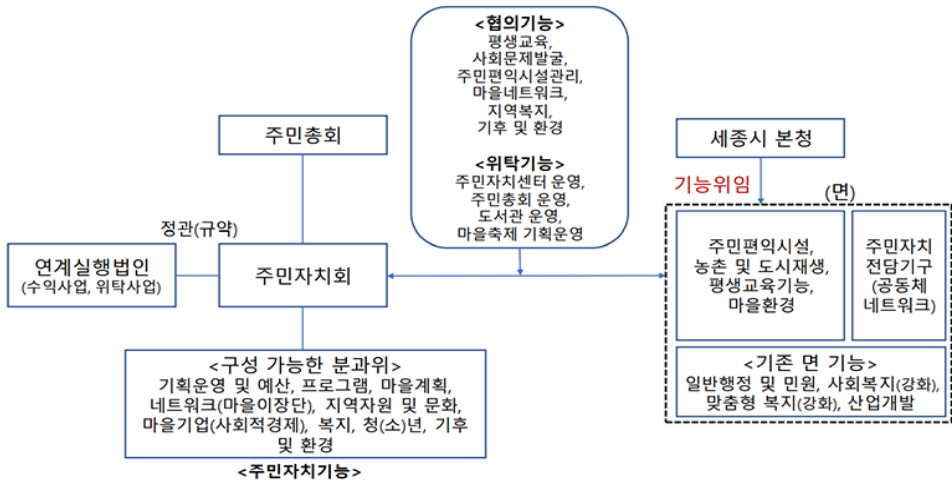 <협의기능>
평생교육,
사회문제발굴,
주민편익시설관리,
마을네트워크,
지역복지,
기후 및 환경
<위탁기능>
주민자치센터 운영,
주민총회 운영,
도서관 운영,
마을축제 기획운영
주민총회
세종시 본청
기능위임
(면)
정관(규약)
연계실행법인
(수익사업, 위탁사업)
주민자치회
주민편익시설,
농촌 및 도시재생,
평생교육기능,
마을환경
주민자치
전담기구
(공동체
네트워크)
<구성 가능한 분과위>
기획운영 및 예산, 프로그램, 마을계획,
네트워크(마을이장단), 지역자원 및 문화,
마을기업(사회적경제), 복지, 청(소)년, 기후
및 환경
<주민자치기능>
<기존 면 기능>
일반행정 및 민원, 사회복지(강화),
맞춤형 복지(강화), 산업개발